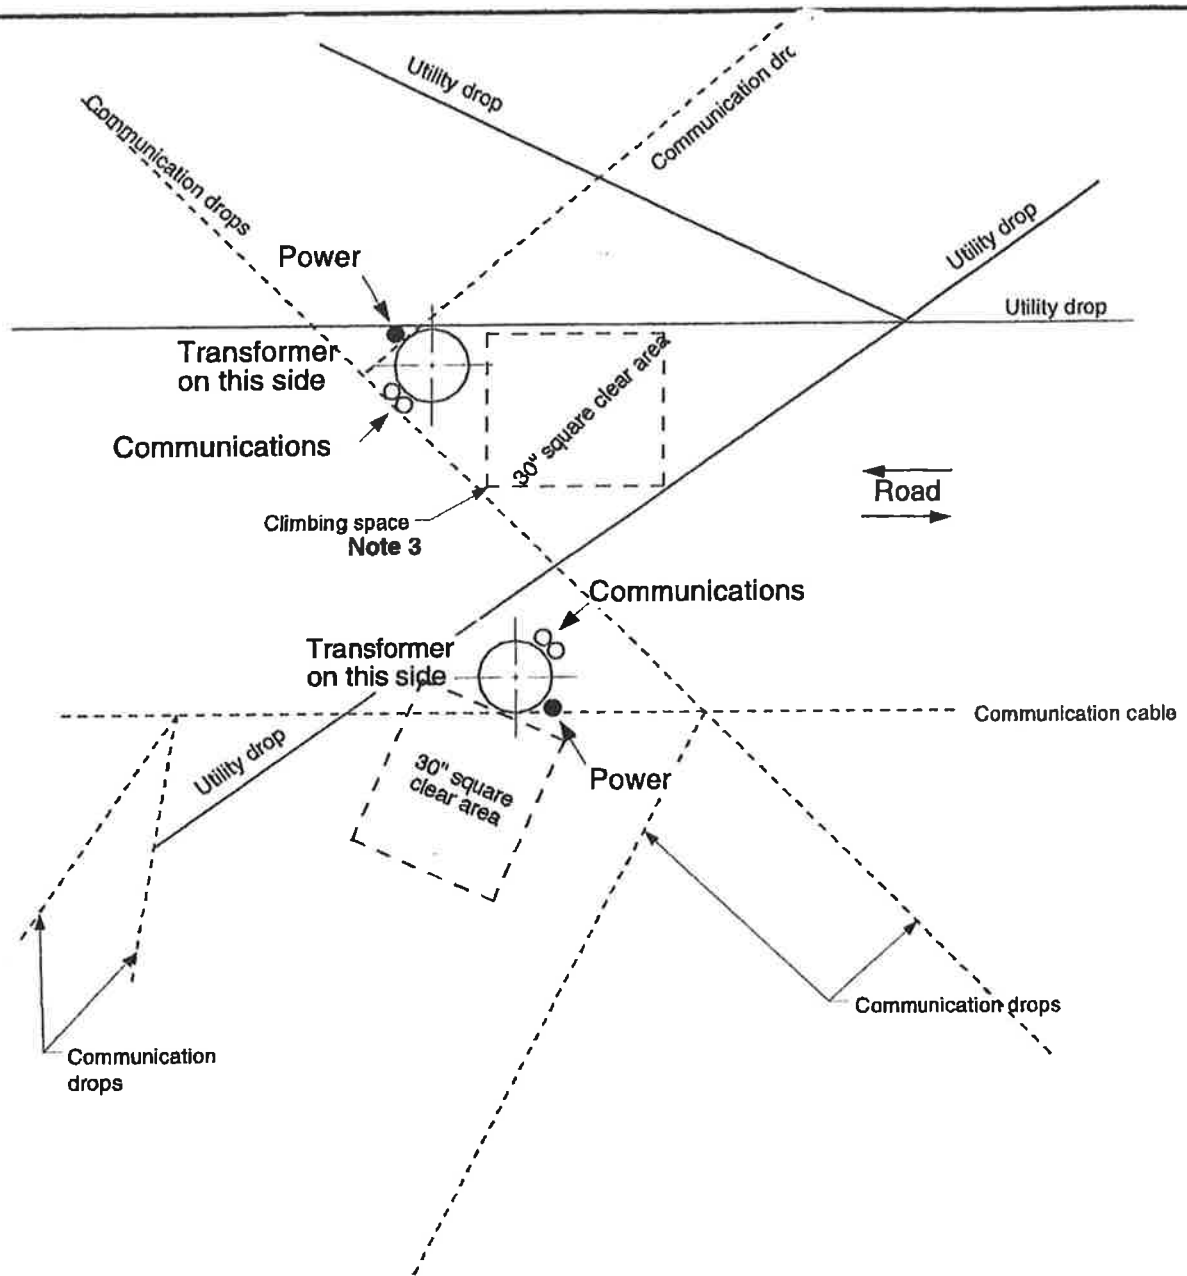 Utility drop
Communication drc
Communication drops
Utility drop
Power
Utility drop
Transformer
on this side
30" square clear area
Communications
Road
Climbing space
Note 3
Communications
Transformer
on this side
Communication cable
Utility drop
30" square
clear area
Power
Communication drops
Communication
drops